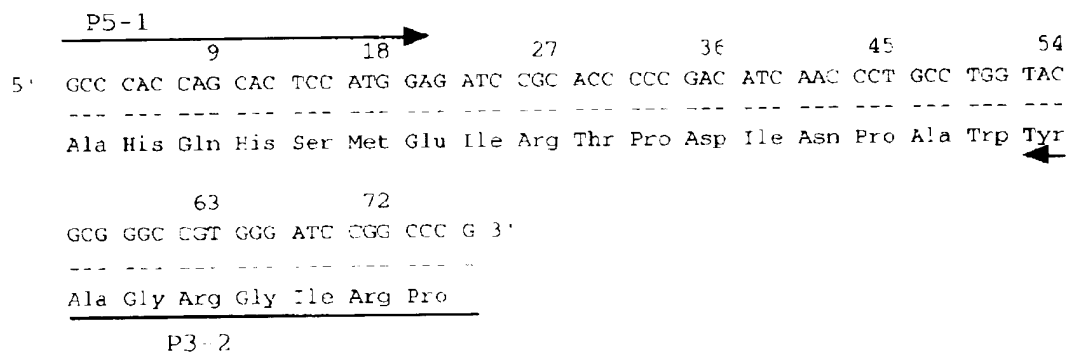 P5-1
9 18 27 36 45 54
5' GCC CAC CAG CAC TCC ATG GAG ATC CGC ACC CCC GAC ATC AAC CCT GCC TGG TAC
--- --- --- --- --- --- --- --- --- --- --- --- --- --- --- --- --- ---
Ala His Gln His Ser Met Glu Ile Arg Thr Pro Asp Ile Asn Pro Ala Trp Tyr
63 72
GCG GGC CGT GGG ATC CGG CCC G 3'
--- --- --- --- --- --- ---
Ala Gly Arg Gly Ile Arg Pro
P3-2